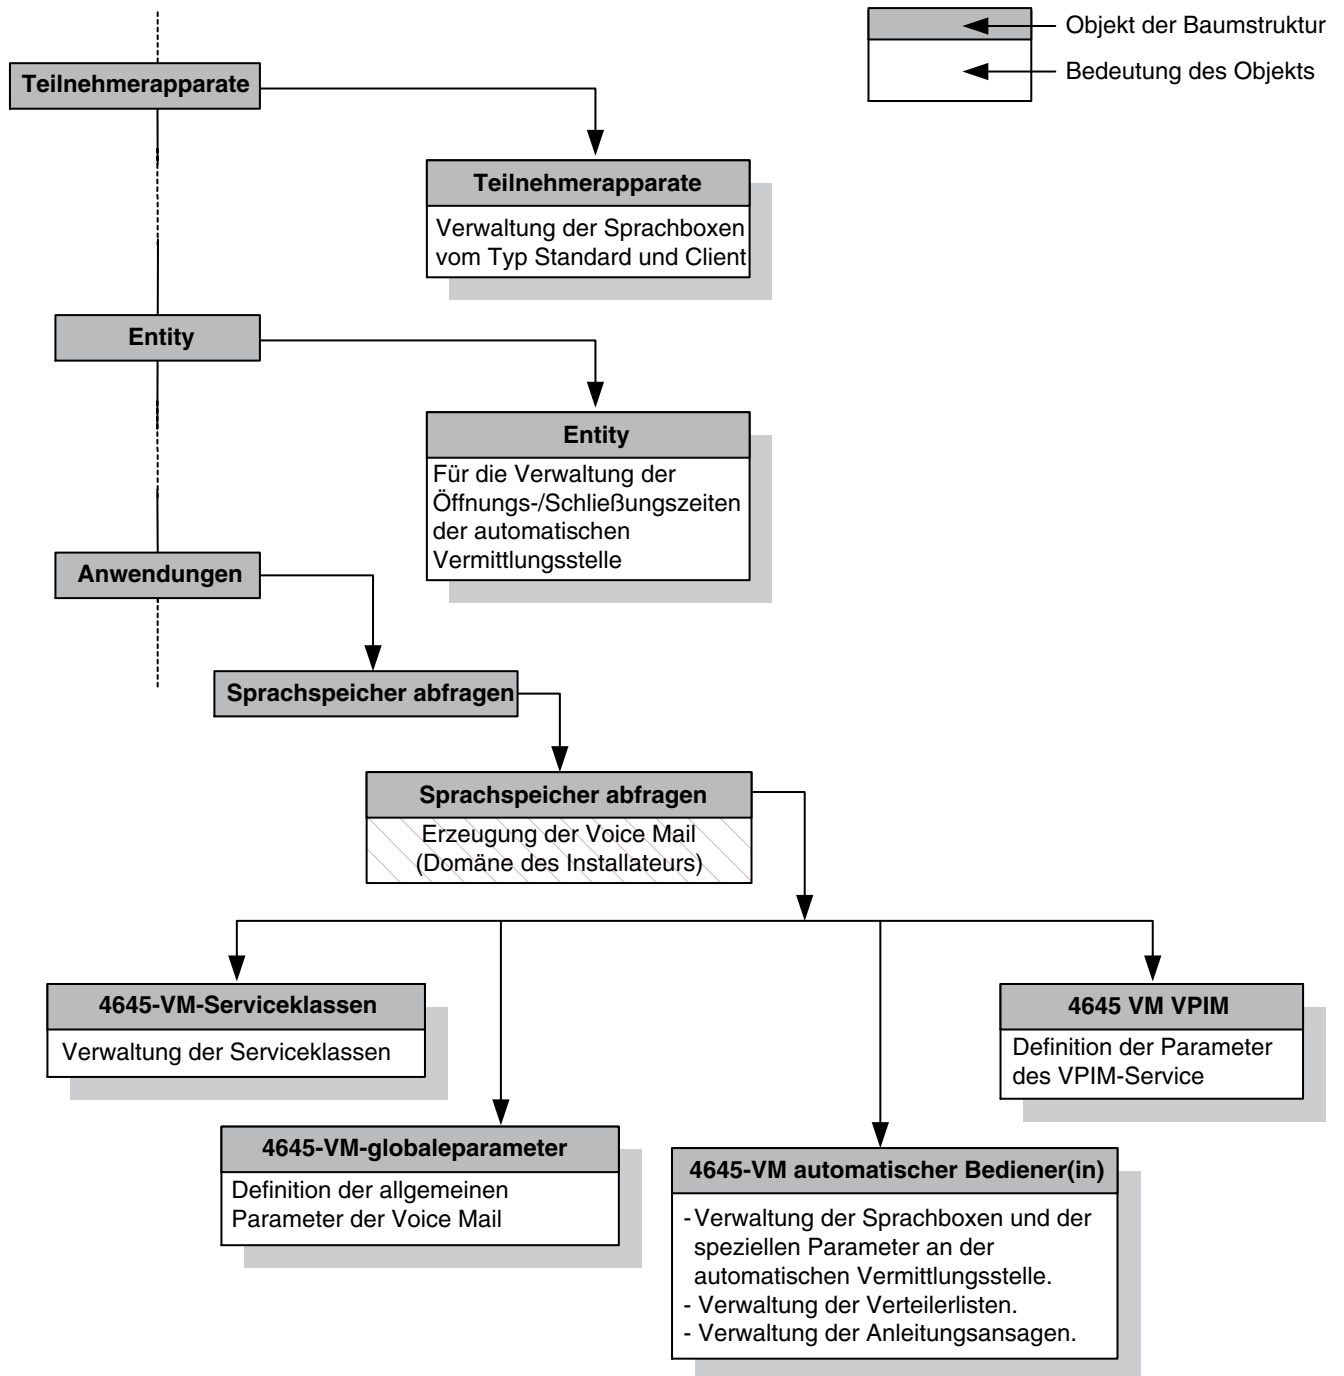 Objekt der Baumstruktur
Bedeutung des Objekts
Teilnehmerapparate
Teilnehmerapparate
Verwaltung der Sprachboxen
vom Typ Standard und Client
Entity
Entity
Für die Verwaltung der
Öffnungs-/Schließungszeiten
der automatischen
Vermittlungsstelle
Anwendungen
Sprachspeicher abfragen
Sprachspeicher abfragen
Erzeugung der Voice Mail
(Domäne des Installateurs)
4645-VM-Serviceklassen
Verwaltung der Serviceklassen
4645 VM VPIM
Definition der Parameter
des VPIM-Service
4645-VM-globaleparameter
Definition der allgemeinen
Parameter der Voice Mail
4645-VM automatischer Bediener(in)
- Verwaltung der Sprachboxen und der
speziellen Parameter an der
automatischen Vermittlungsstelle.
- Verwaltung der Verteilerlisten.
- Verwaltung der Anleitungsansagen.